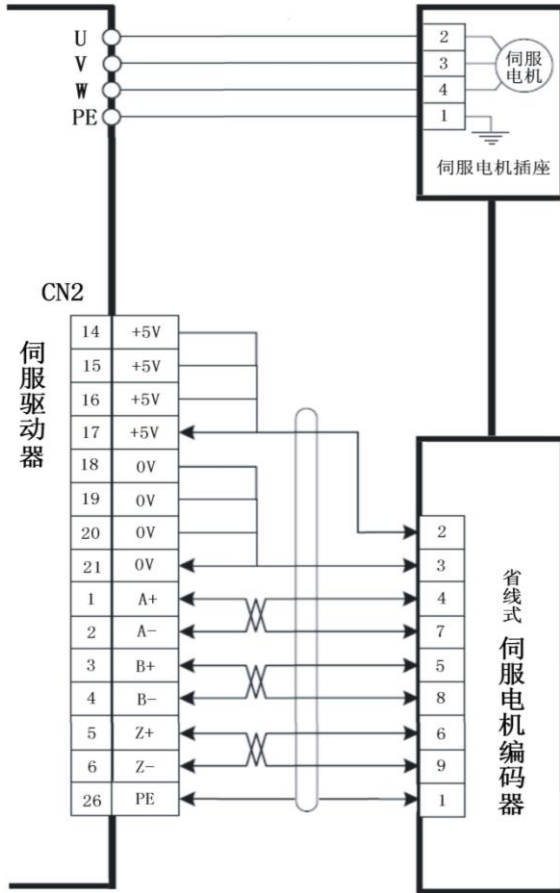 U
V
W
PE
2
3
4
1
伺服
电机
伺服电机插座
CN2
伺服驱动器
14 +5V
15 +5V
16 +5V
17 +5V
18 0V
19 0V
20 0V
21 0V
1 A+
2 A-
3 B+
4 B-
5 Z+
6 Z-
26 PE
2
3
4
7
5
8
6
9
1
省线式
伺服电机编码器